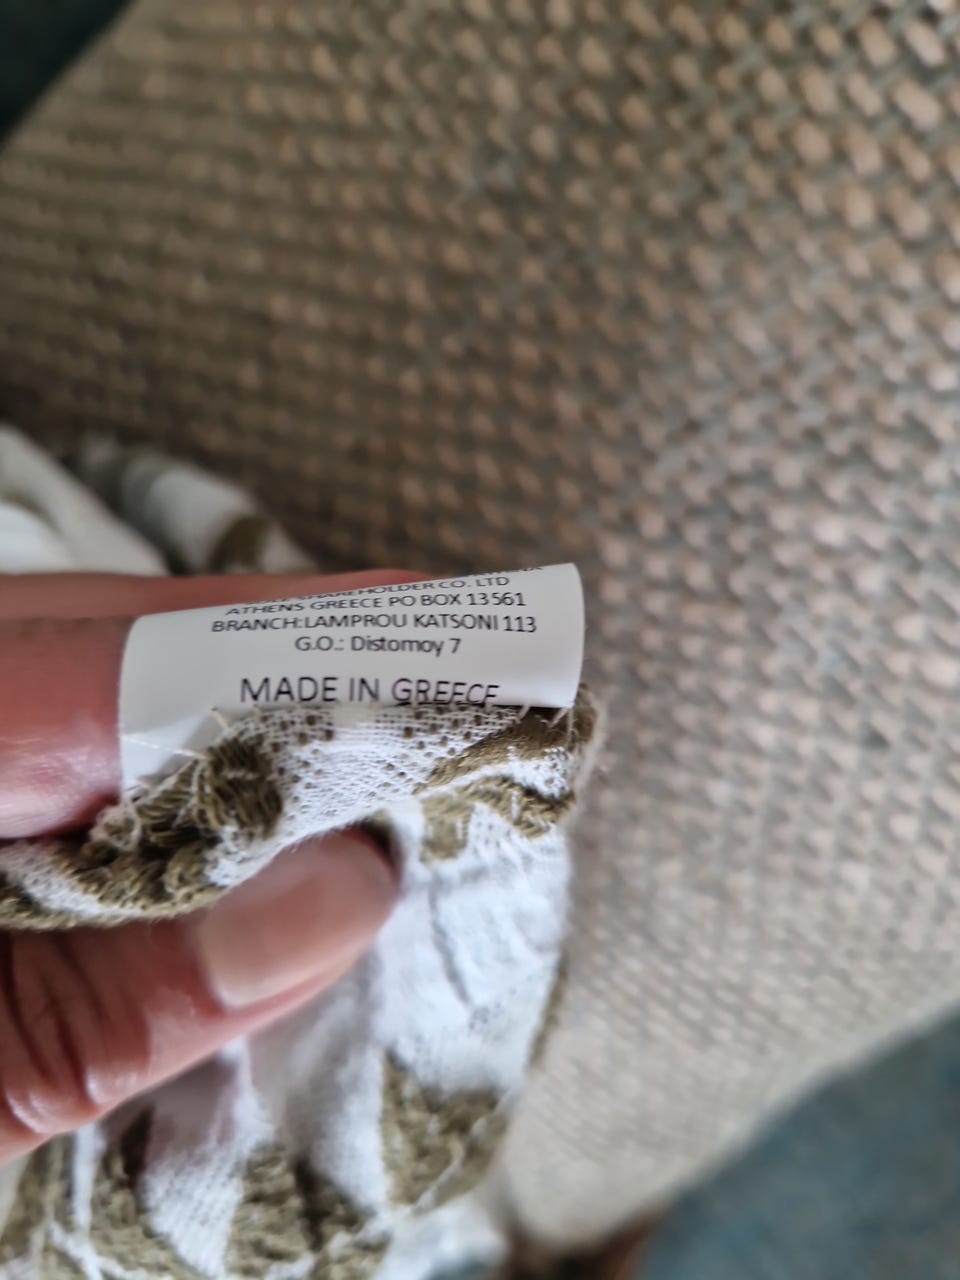 SHAREHOLDER CO. LTD
ATHENS GREECE PO BOX 13561
BRANCH:LAMPROU KATSONI 113
G.O.: Distomoy 7
MADE IN GREECE